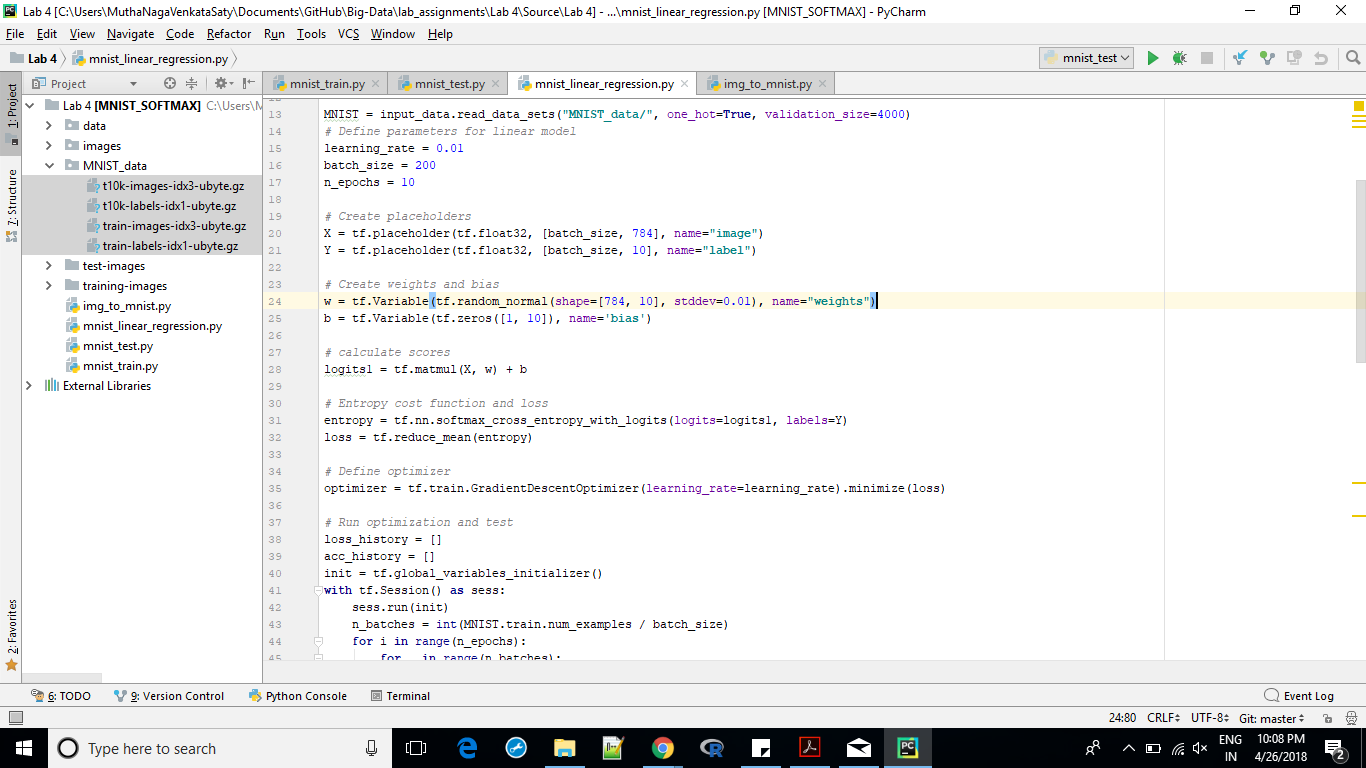 Lab 4 [C:\Users\MuthaNagaVenkataSaty\Documents\GitHub\Big-Data\lab_assignments\Lab 4\Source\Lab 4] - ...\mnist_linear_regression.py [MNIST_SOFTMAX] - PyCharm
File Edit View Navigate Code Refactor Run Tools VCS Window Help
Lab 4 mnist_linear_regression.py mnist_test
Project mnist_train.py mnist_test.py mnist_linear_regression.py img_to_mnist.py
1: Project
7: Structure
2: Favorites
Lab 4 [MNIST_SOFTMAX] C:\Users\M
data
images
MNIST_data
t10k-images-idx3-ubyte.gz
t10k-labels-idx1-ubyte.gz
train-images-idx3-ubyte.gz
train-labels-idx1-ubyte.gz
test-images
training-images
img_to_mnist.py
mnist_linear_regression.py
mnist_test.py
mnist_train.py
External Libraries
13 MNIST = input_data.read_data_sets("MNIST_data/", one_hot=True, validation_size=4000)
14 # Define parameters for linear model
15 learning_rate = 0.01
16 batch_size = 200
17 n_epochs = 10
18
19 # Create placeholders
20 X = tf.placeholder(tf.float32, [batch_size, 784], name="image")
21 Y = tf.placeholder(tf.float32, [batch_size, 10], name="label")
22
23 # Create weights and bias
24 w = tf.Variable(tf.random_normal(shape=[784, 10], stddev=0.01), name="weights")
25 b = tf.Variable(tf.zeros([1, 10]), name='bias')
26
27 # calculate scores
28 logits1 = tf.matmul(X, w) + b
29
30 # Entropy cost function and loss
31 entropy = tf.nn.softmax_cross_entropy_with_logits(logits=logits1, labels=Y)
32 loss = tf.reduce_mean(entropy)
33
34 # Define optimizer
35 optimizer = tf.train.GradientDescentOptimizer(learning_rate=learning_rate).minimize(loss)
36
37 # Run optimization and test
38 loss_history = []
39 acc_history = []
40 init = tf.global_variables_initializer()
41 with tf.Session() as sess:
42 sess.run(init)
43 n_batches = int(MNIST.train.num_examples / batch_size)
44 for i in range(n_epochs):
45 for _ in range(n_batches):
6: TODO 9: Version Control Python Console Terminal Event Log
24:80 CRLF UTF-8 Git: master
Type here to search
ENG
IN
10:08 PM
4/26/2018
2